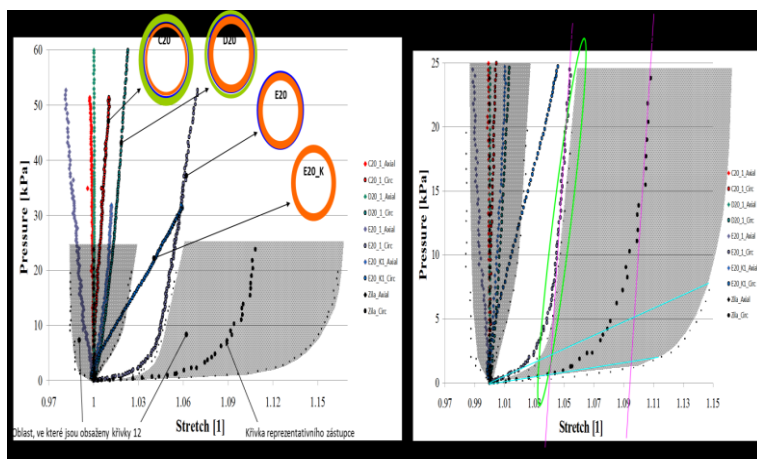 C20
D20
E20
E20_K
60
50
40
30
20
10
0
Pressure [kPa]
0.97 1 1.03 1.06 1.09 1.12 1.15
Stretch [1]
C20_1_Axial
C20_1_Circ
D20_1_Axial
D20_1_Circ
E20_1_Axial
E20_1_Circ
E20_K1_Axial
E20_K1_Circ
Žíla_Axial
Žíla_Circ
Oblast, ve které jsou obsaženy křivky 12
Křivka reprezentativního zástupce
25
20
15
10
5
0
Pressure [kPa]
0.97 0.99 1.01 1.03 1.05 1.07 1.09 1.11 1.13 1.15
Stretch [1]
C20_1_Axial
C20_1_Circ
D20_1_Axial
D20_1_Circ
E20_1_Axial
E20_1_Circ
E20_K1_Axial
E20_K1_Circ
Žíla_Axial
Žíla_Circ